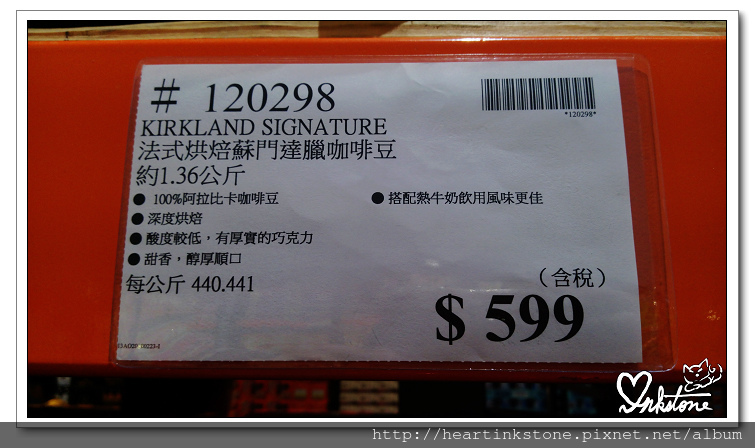 # 120298
*120298*
KIRKLAND SIGNATURE
法式烘焙蘇門達臘咖啡豆
約1.36公斤
● 100%阿拉比卡咖啡豆
● 搭配熱牛奶飲用風味更佳
● 深度烘焙
● 酸度較低，有厚實的巧克力
● 甜香，醇厚順口
每公斤 440.441
（含稅）
$ 599
Inkstone
http://heartinkstone.pixnet.net/album